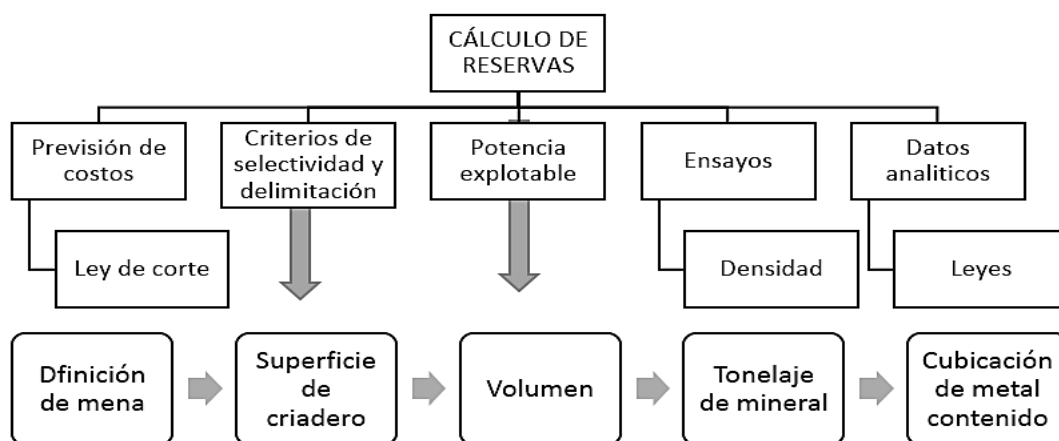 CÁLCULO DE
RESERVAS
Previsión de
costos
Criterios de
selectividad y
delimitación
Potencia
explotable
Ensayos
Datos
analiticos
Ley de corte
Densidad
Leyes
Dfinición
de mena
Superficie
de
criadero
Volumen
Tonelaje
de mineral
Cubicación
de metal
contenido